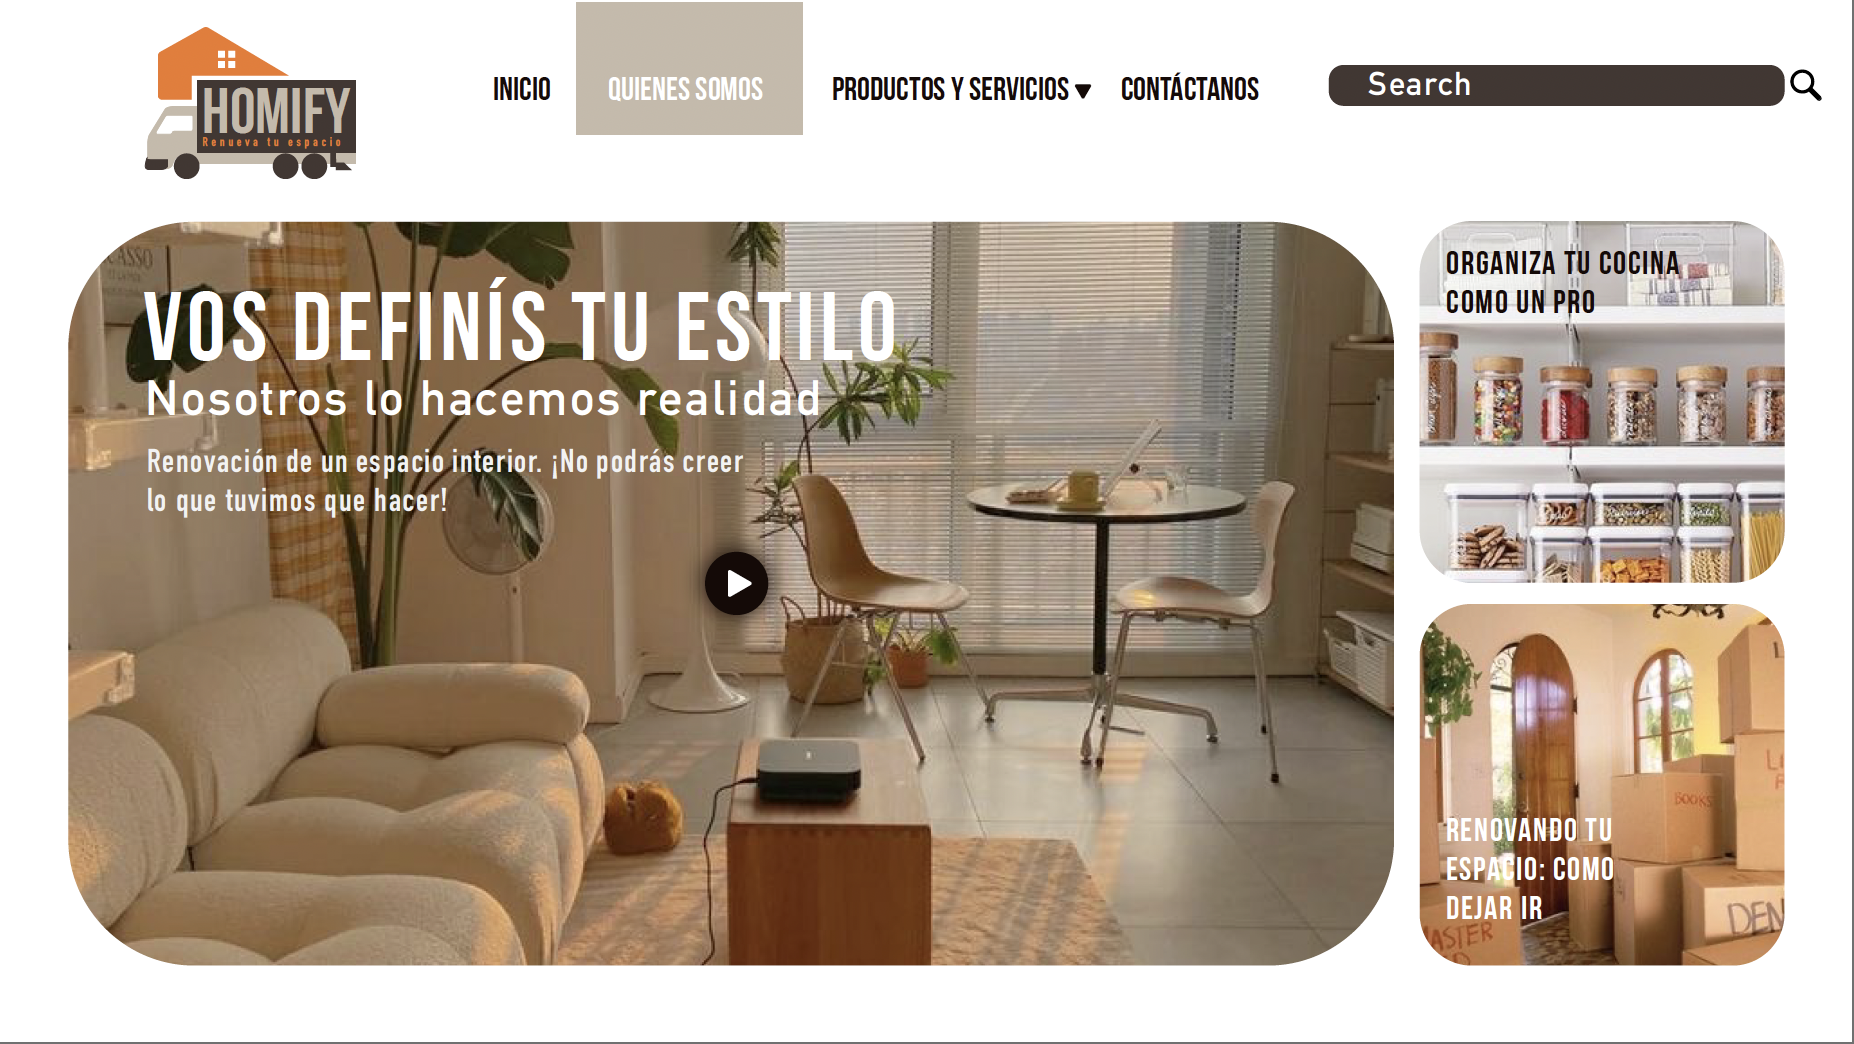 HOMIFY
Renueva tu espacio
INICIO
QUIENES SOMOS
PRODUCTOS Y SERVICIOS
CONTÁCTANOS
Search
VOS DEFINÍS TU ESTILO
Nosotros lo hacemos realidad
Renovación de un espacio interior. ¡No podrás creer
lo que tuvimos que hacer!
ORGANIZA TU COCINA
COMO UN PRO
BOOKS
RENOVANDO TU
ESPACIO: COMO
DEJAR IR